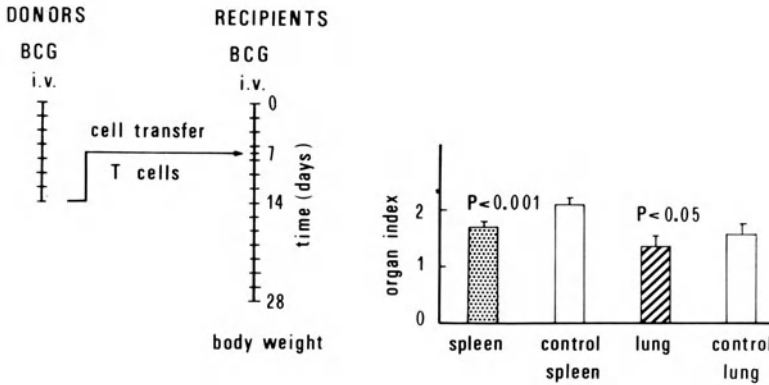 DONORS
BCG
i.v.
cell transfer
T cells
RECIPIENTS
BCG
i.v.
0
7
14
28
time (days)
body weight
organ index
2
1
0
P<0.001
P<0.05
spleen
control
spleen
lung
control
lung